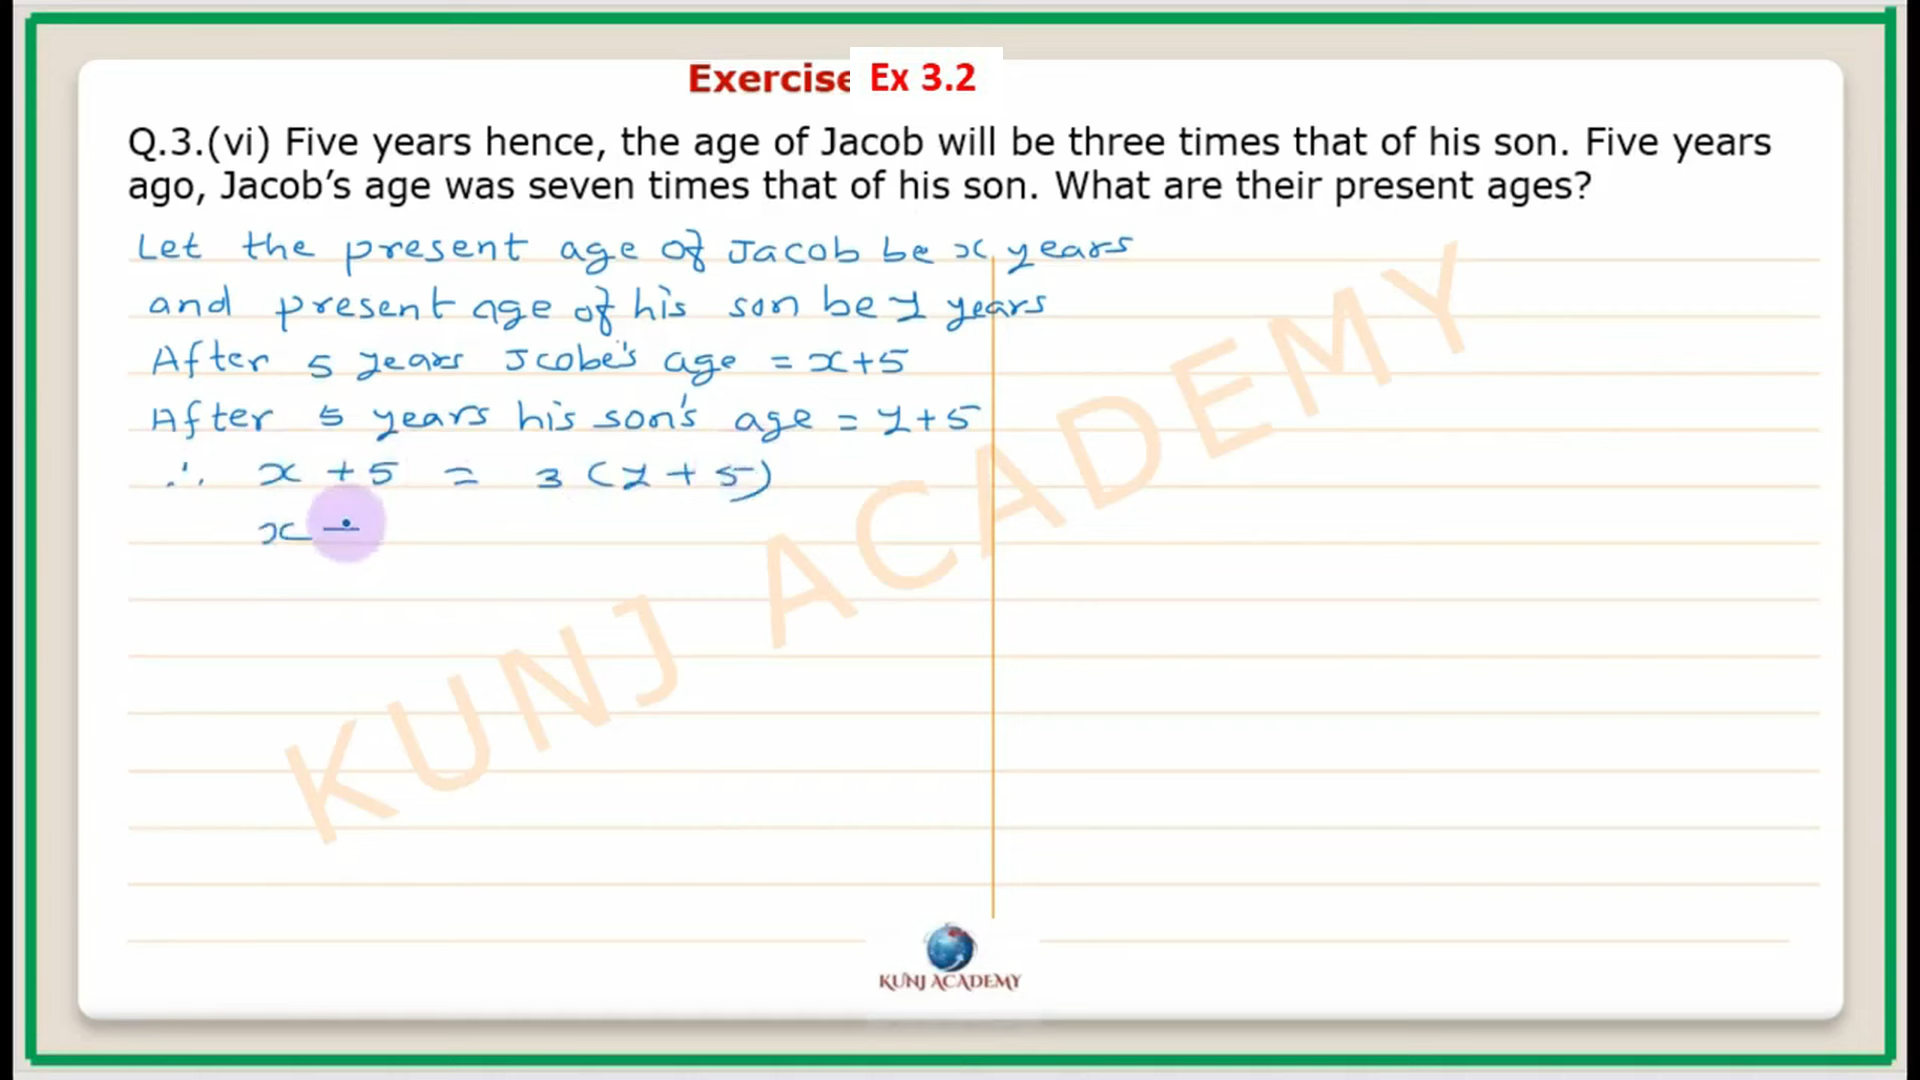 Exercise Ex 3.2
Q.3.(vi) Five years hence, the age of Jacob will be three times that of his son. Five years
ago, Jacob’s age was seven times that of his son. What are their present ages?
Let the present age of Jacob be x years
and present age of his son be y years
After 5 years Jcobe's age = x+5
After 5 years his son's age = y+5
∴ x + 5 = 3 (y + 5)
x
KUNJ ACADEMY
KUNJ ACADEMY